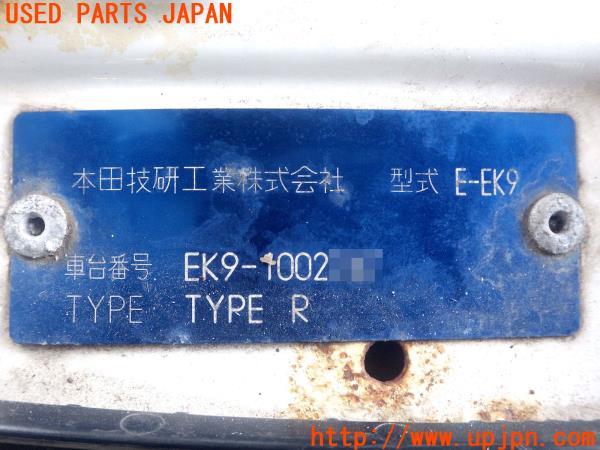 USED PARTS JAPAN
本田技研工業株式会社 型式 E-EK9
車台番号 EK9-1002
TYPE TYPE R
http://www.upjpn.com